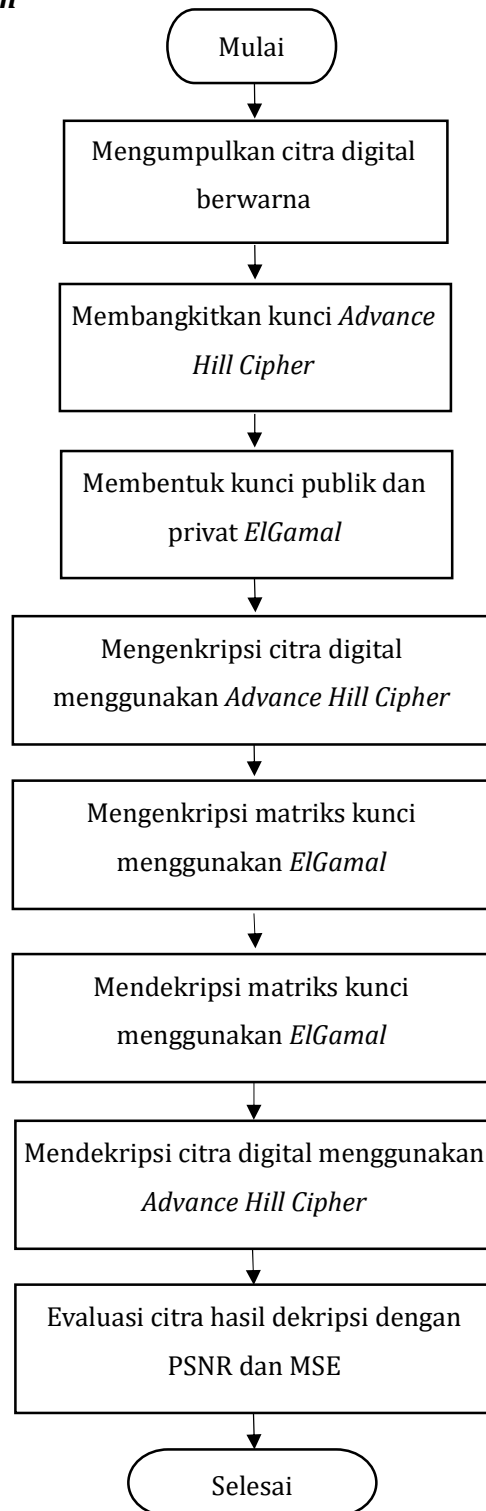 Mulai
Mengumpulkan citra digital
berwarna
Membangkitkan kunci Advance
Hill Cipher
Membentuk kunci publik dan
privat ElGamal
Mengenkripsi citra digital
menggunakan Advance Hill Cipher
Mengenkripsi matriks kunci
menggunakan ElGamal
Mendekripsi matriks kunci
menggunakan ElGamal
Mendekripsi citra digital menggunakan
Advance Hill Cipher
Evaluasi citra hasil dekripsi dengan
PSNR dan MSE
Selesai